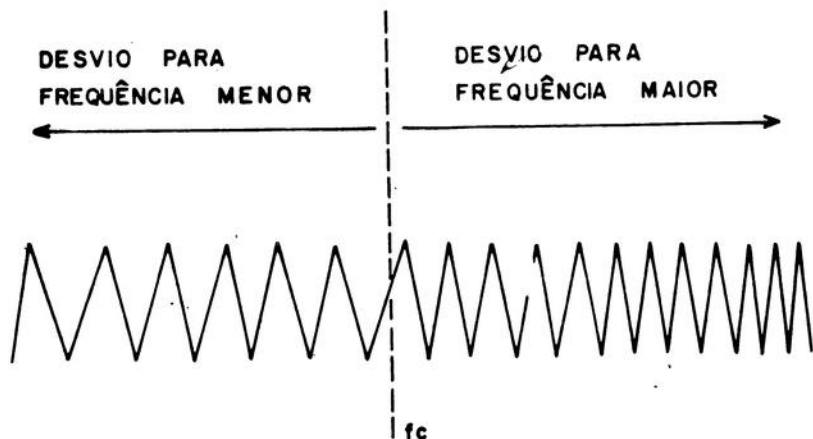 DESVIO PARA
FREQUÊNCIA MENOR
DESVIO PARA
FREQUÊNCIA MAIOR
fc